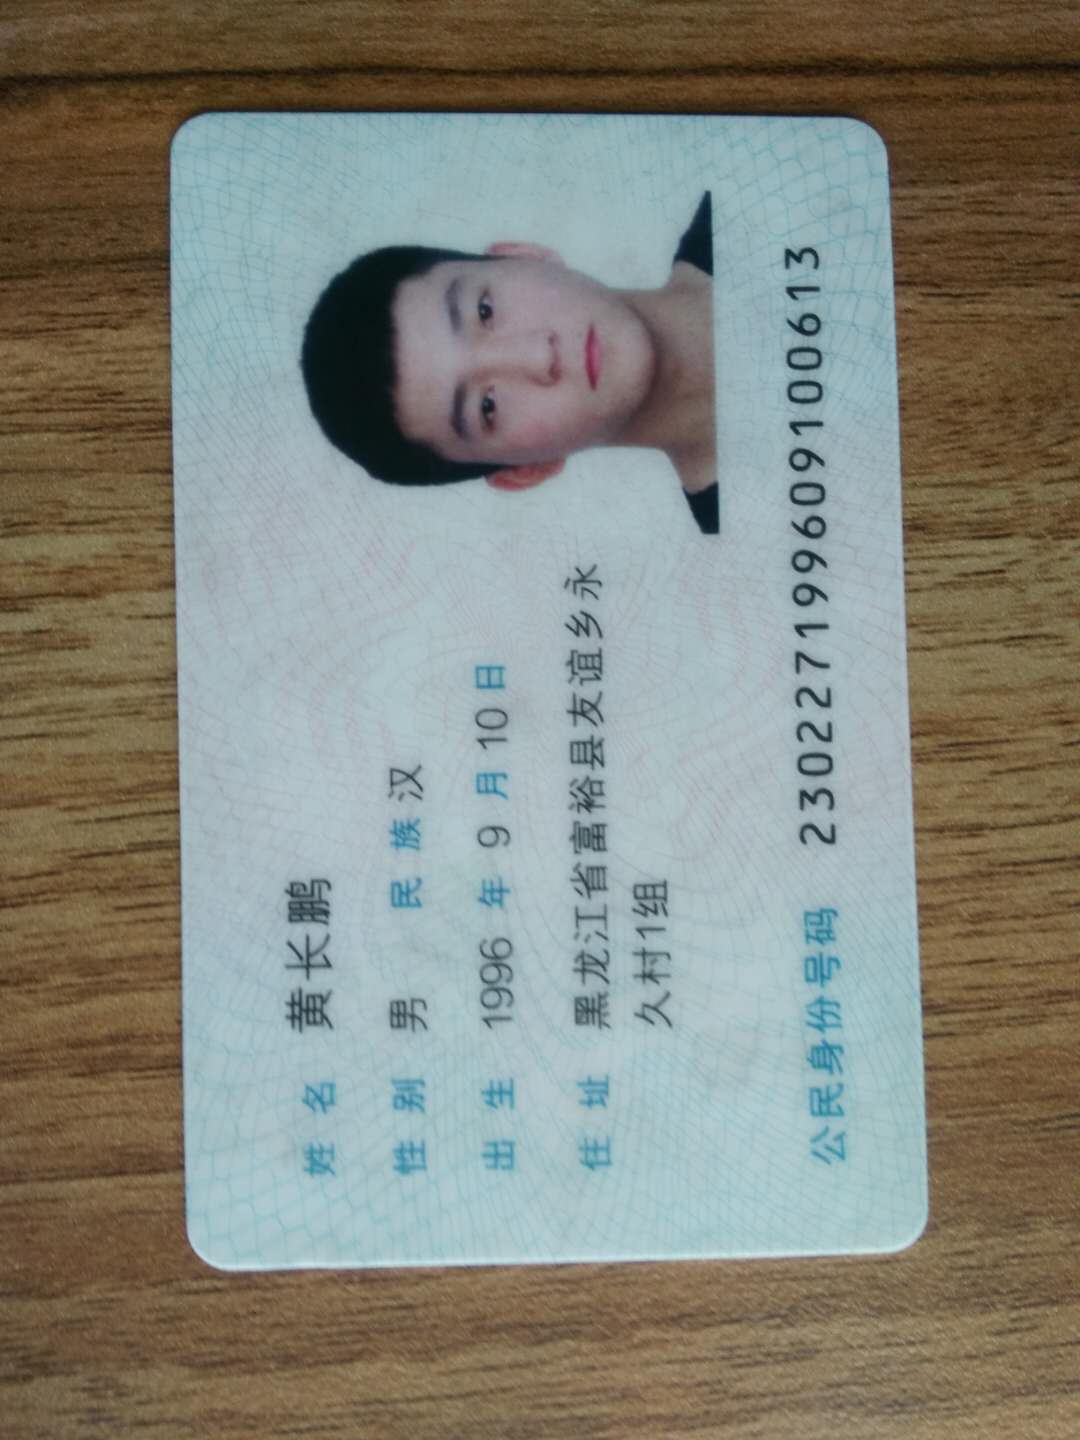 姓名 黄长鹏
性别 男 民族 汉
出生 1996 年 9 月 10 日
住址 黑龙江省富裕县友谊乡永
久村1组
公民身份号码 230227199609100613